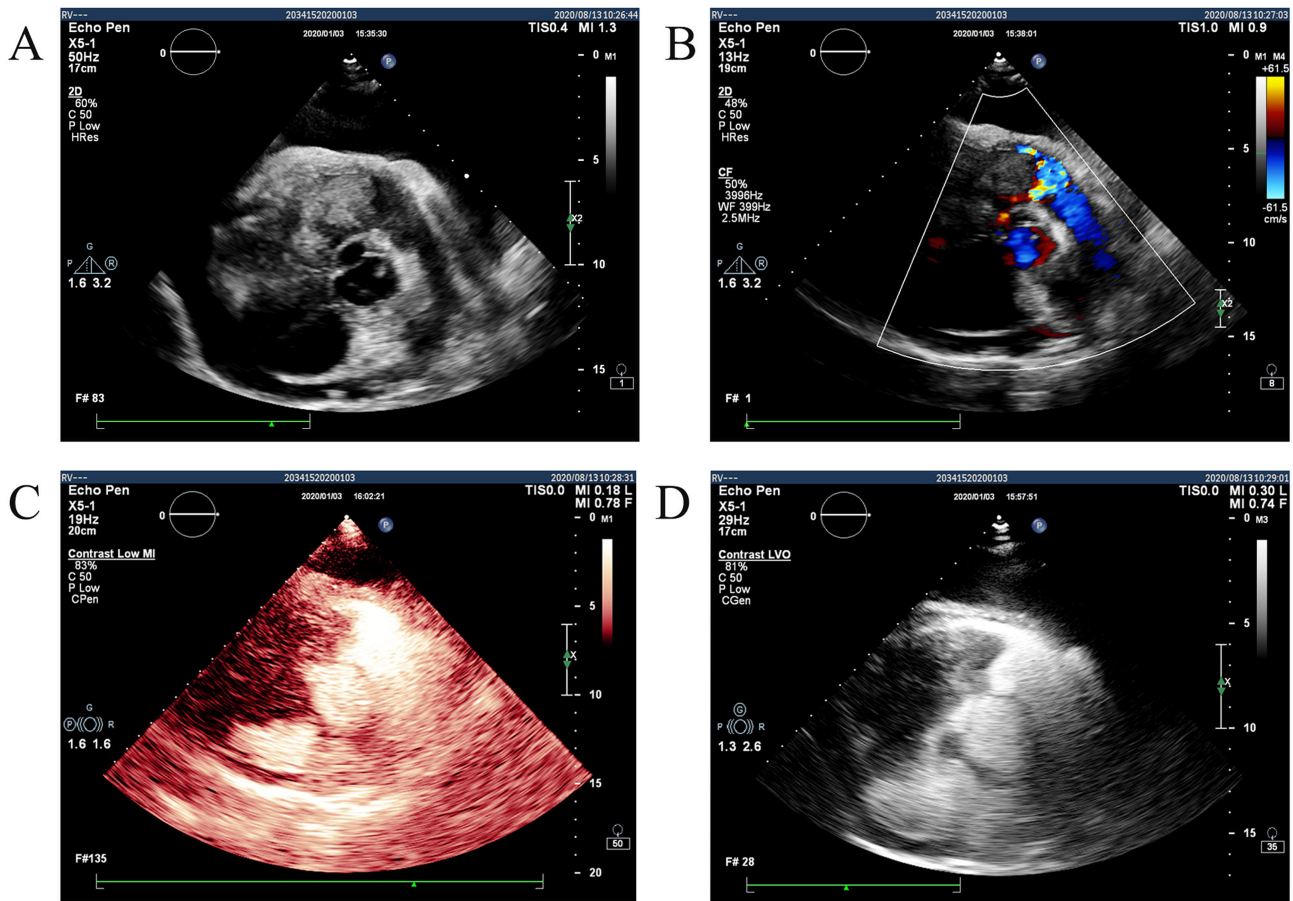 A
RV--- 20341520200103 2020/08/13 10:26:44
Echo Pen TIS0.4 MI 1.3
X5-1
50Hz
17cm
2020/01/03 15:35:30
0
P
0
M1
2D
60%
C 50
P Low
HRes
5
X2
G
P R
1.6 3.2
10
15
1
F# 83
B
RV--- 20341520200103 2020/08/13 10:27:03
Echo Pen TIS1.0 MI 0.9
X5-1
13Hz
19cm
2020/01/03 15:38:01
0
P
0
M1 M4
+61.5
2D
48%
C 50
P Low
HRes
5
CF
50%
3996Hz
WF 399Hz
2.5MHz
-61.5
cm/s
10
G
P R
1.6 3.2
X2
15
8
F# 1
C
RV--- 20341520200103 2020/08/13 10:28:31
Echo Pen TIS0.0 MI 0.18 L
MI 0.78 F
X5-1
19Hz
20cm
2020/01/03 16:02:21
0
P
0
M1
Contrast Low MI
83%
C 50
P Low
CPen
5
X
10
G
P R
1.6 1.6
15
50
F#135
20
D
RV--- 20341520200103 2020/08/13 10:29:01
Echo Pen TIS0.0 MI 0.30 L
MI 0.74 F
X5-1
29Hz
17cm
2020/01/03 15:57:51
0
P
0
M3
Contrast LVO
81%
C 50
P Low
CGen
5
X
G
P R
1.3 2.6
10
15
35
F# 28